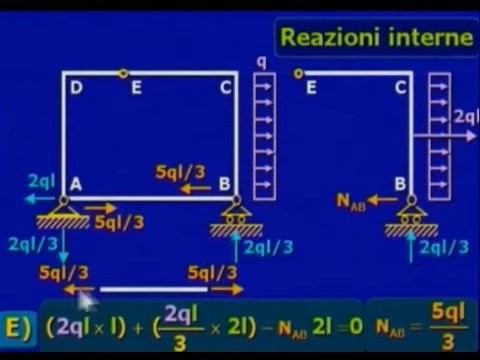 Reazioni interne
q
D E C
E C
2ql
2ql
A
5ql/3
B
5ql/3
N_AB
B
2ql/3
2ql/3
2ql/3
5ql/3
5ql/3
E) (2ql × l) + (2ql/3 × 2l) − N_AB 2l = 0
N_AB = 5ql/3